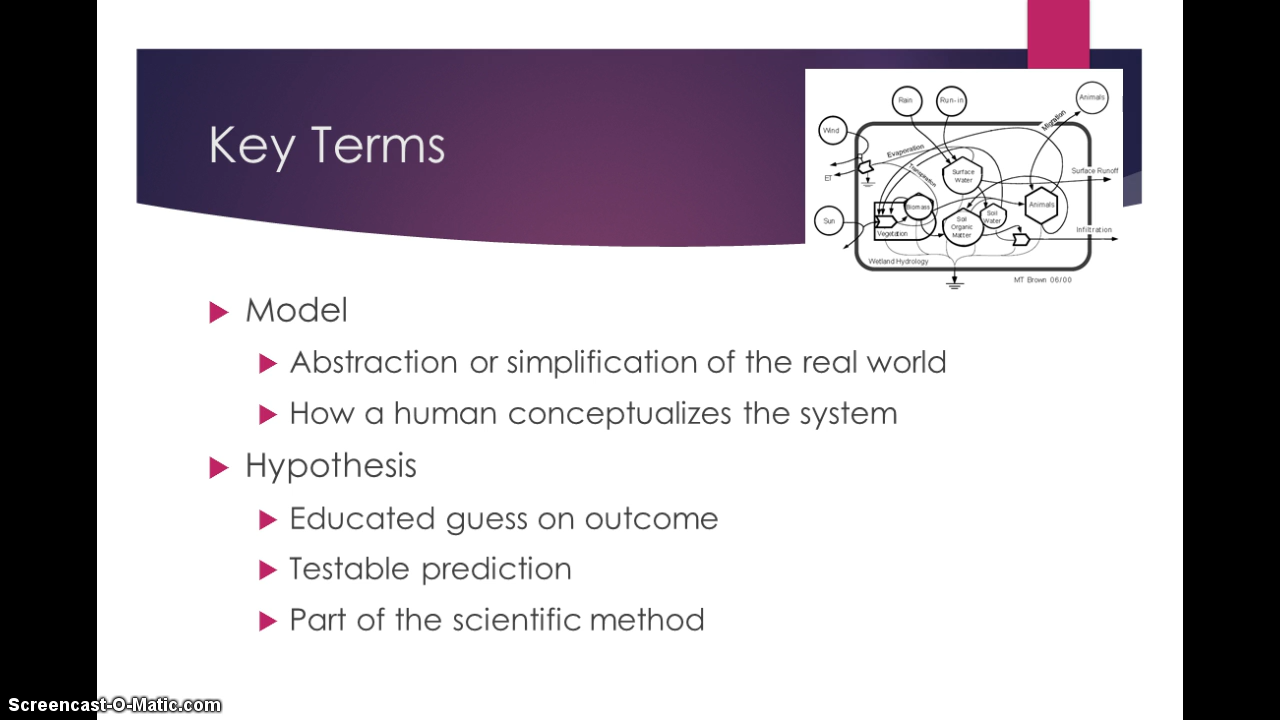 Key Terms
Rain
Run-in
Animals
Wind
Migration
Evaporation
Transpiration
ET
Surface
Water
Surface Runoff
Biomass
Animals
Sun
Soil
Water
Soil
Organic
Matter
Vegetation
Infiltration
Wetland Hydrology
MT Brown 06/00
Model
Abstraction or simplification of the real world
How a human conceptualizes the system
Hypothesis
Educated guess on outcome
Testable prediction
Part of the scientific method
Screencast-O-Matic.com